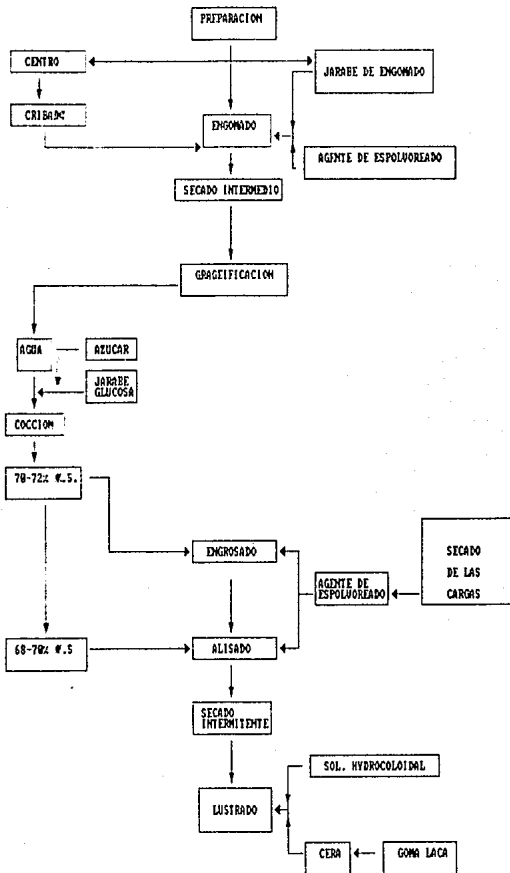 PREPARACION
CENTRO
JARABE DE ENGOMADO
CRIBADO
ENGOMADO
AGENTE DE ESPOLVOREADO
SECADO INTERMEDIO
GRAGEIFICACION
AGUA
AZUCAR
JARABE
GLUCOSA
COCCION
70-72% M.S.
ENGROSADO
SECADO
DE LAS
CARGAS
AGENTE DE
ESPOLVOREADO
68-70% M.S
ALISADO
SECADO
INTERMITENTE
SOL. HYDROCOLOIDAL
LUSTRADO
CERA
GOMA LACA